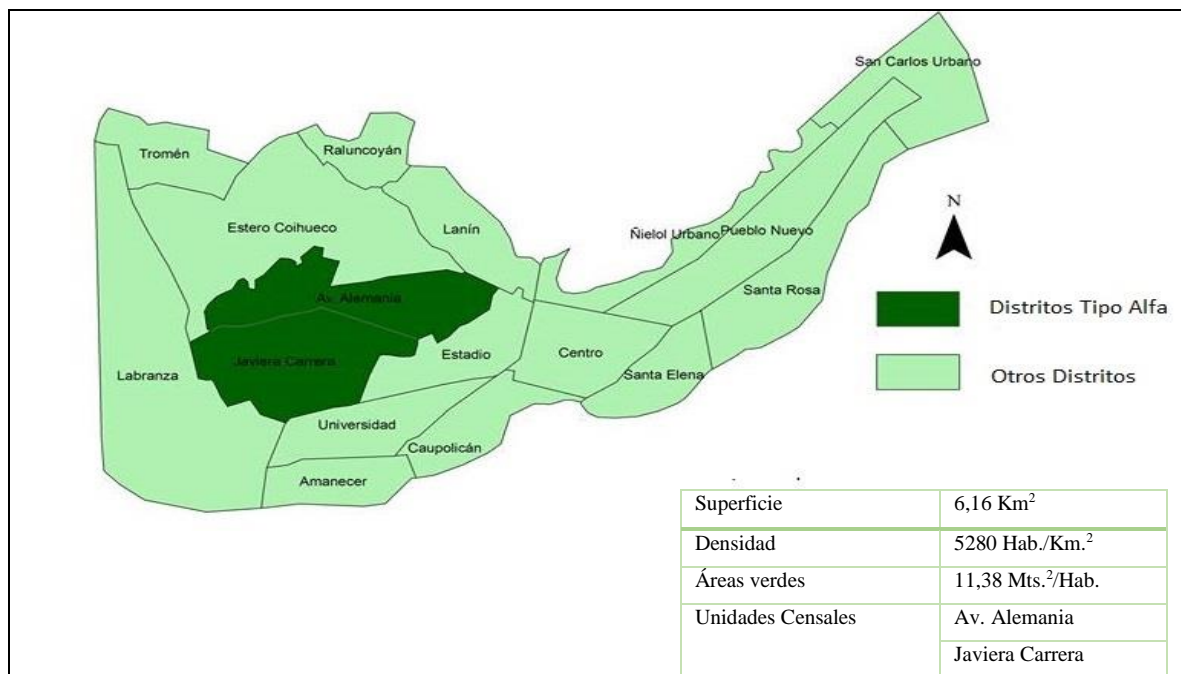 San Carlos Urbano
Tromén
Raluncoyán
Estero Coihueco
Lanín
Ñielol Urbano
Pueblo Nuevo
N
Santa Rosa
Av. Alemania
Distritos Tipo Alfa
Javiera Carrera
Estadio
Centro
Labranza
Santa Elena
Otros Distritos
Universidad
Caupolicán
Amanecer
Superficie 6,16 Km²
Densidad 5280 Hab./Km.²
Áreas verdes 11,38 Mts.²/Hab.
Unidades Censales Av. Alemania
Javiera Carrera